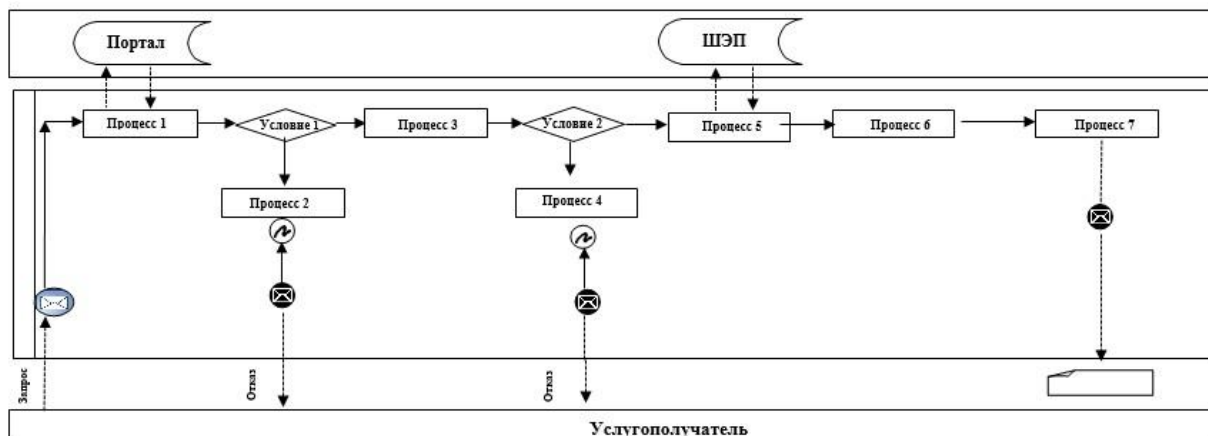 Портал
ШЭП
Процесс 1
Условие 1
Процесс 3
Условие 2
Процесс 5
Процесс 6
Процесс 7
Процесс 2
Процесс 4
Запрос
Отказ
Отказ
Услугополучатель